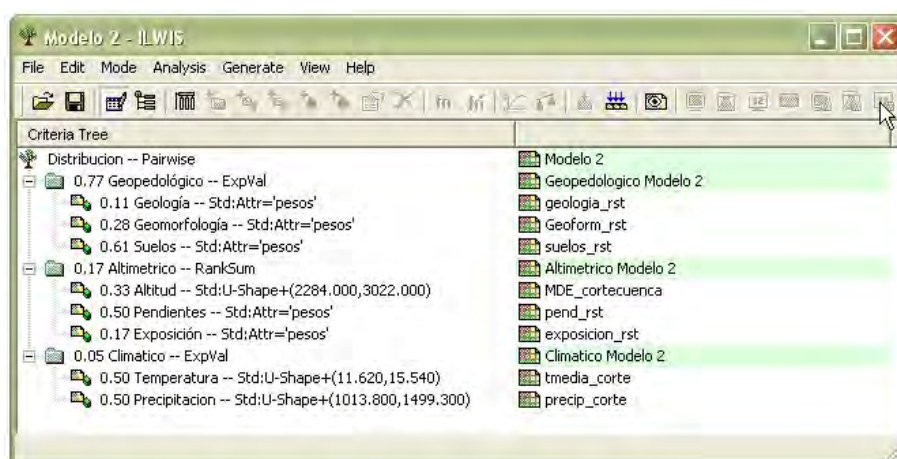 Modelo 2 - ILWIS
File Edit Mode Analysis Generate View Help
Criteria Tree
Distribucion -- Pairwise Modelo 2
0.77 Geopedológico -- ExpVal Geopedologico Modelo 2
0.11 Geología -- Std:Attr='pesos' geologia_rst
0.28 Geomorfología -- Std:Attr='pesos' Geoform_rst
0.61 Suelos -- Std:Attr='pesos' suelos_rst
0.17 Altimetrico -- RankSum Altimetrico Modelo 2
0.33 Altitud -- Std:U-Shape+(2284.000,3022.000) MDE_cortecuenca
0.50 Pendientes -- Std:Attr='pesos' pend_rst
0.17 Exposición -- Std:Attr='pesos' exposicion_rst
0.05 Climatico -- ExpVal Climatico Modelo 2
0.50 Temperatura -- Std:U-Shape+(11.620,15.540) tmedia_corte
0.50 Precipitacion -- Std:U-Shape+(1013.800,1499.300) precip_corte